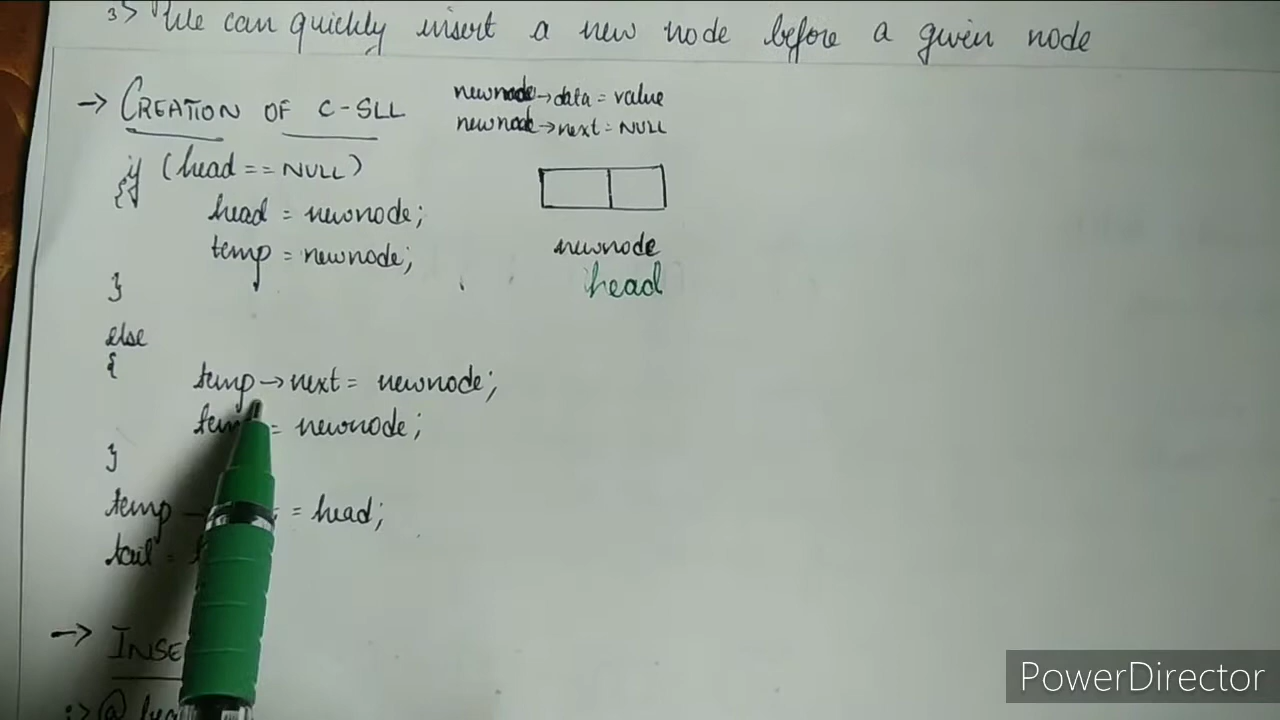 3> We can quickly insert a new node before a given node
→ CREATION OF C-SLL
newnode→data = value
newnode→next = NULL
if (head == NULL)
{
head = newnode;
temp = newnode;
}
newnode
head
else
{
temp→next = newnode;
= newnode;
}
temp = head;
tail =
→
:> @
PowerDirector